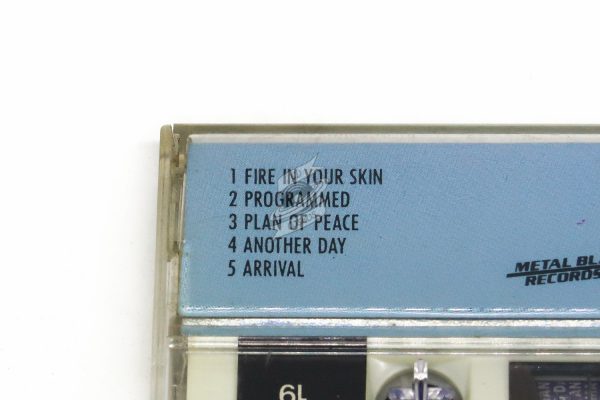 1 FIRE IN YOUR SKIN
2 PROGRAMMED
3 PLAN OF PEACE
4 ANOTHER DAY
5 ARRIVAL
METAL BL
RECORDS
19